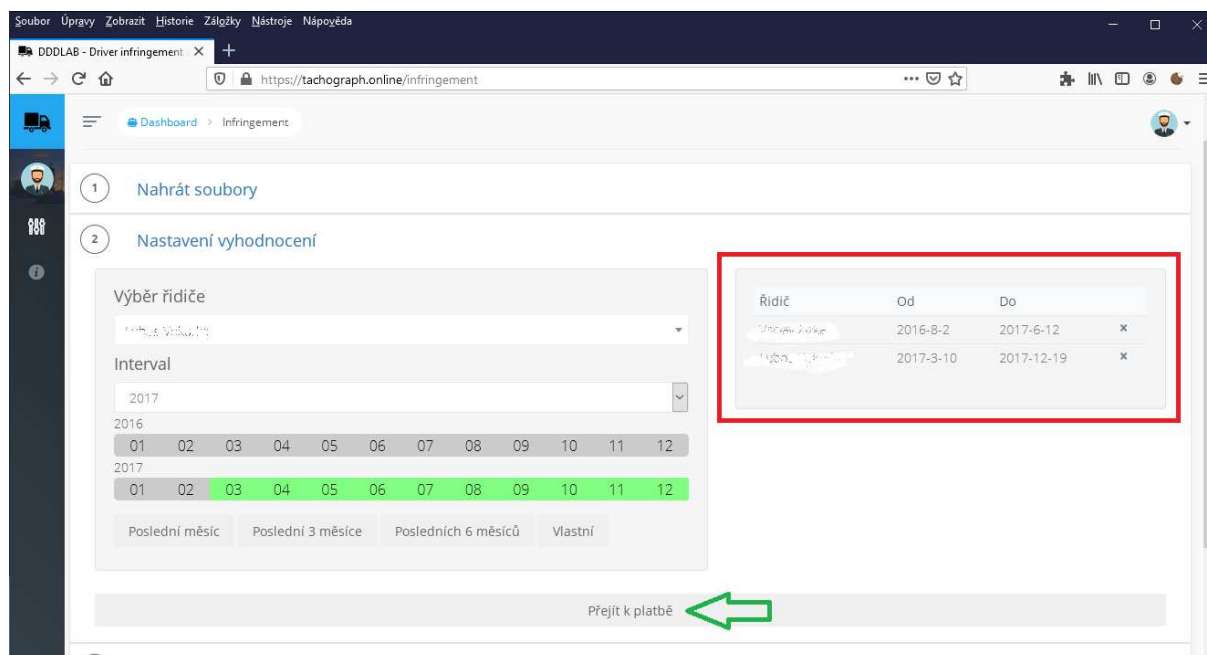 Soubor Úpravy Zobrazit Historie Záložky Nástroje Nápověda
DDDLAB - Driver infringement
https://tachograph.online/infringement
Dashboard > Infringement
1 Nahrát soubory
2 Nastavení vyhodnocení
Výběr řidiče
Interval
2017
2016
01 02 03 04 05 06 07 08 09 10 11 12
2017
01 02 03 04 05 06 07 08 09 10 11 12
Poslední měsíc Poslední 3 měsíce Posledních 6 měsíců Vlastní
Řidič Od Do
2016-8-2 2017-6-12 ×
2017-3-10 2017-12-19 ×
Přejít k platbě